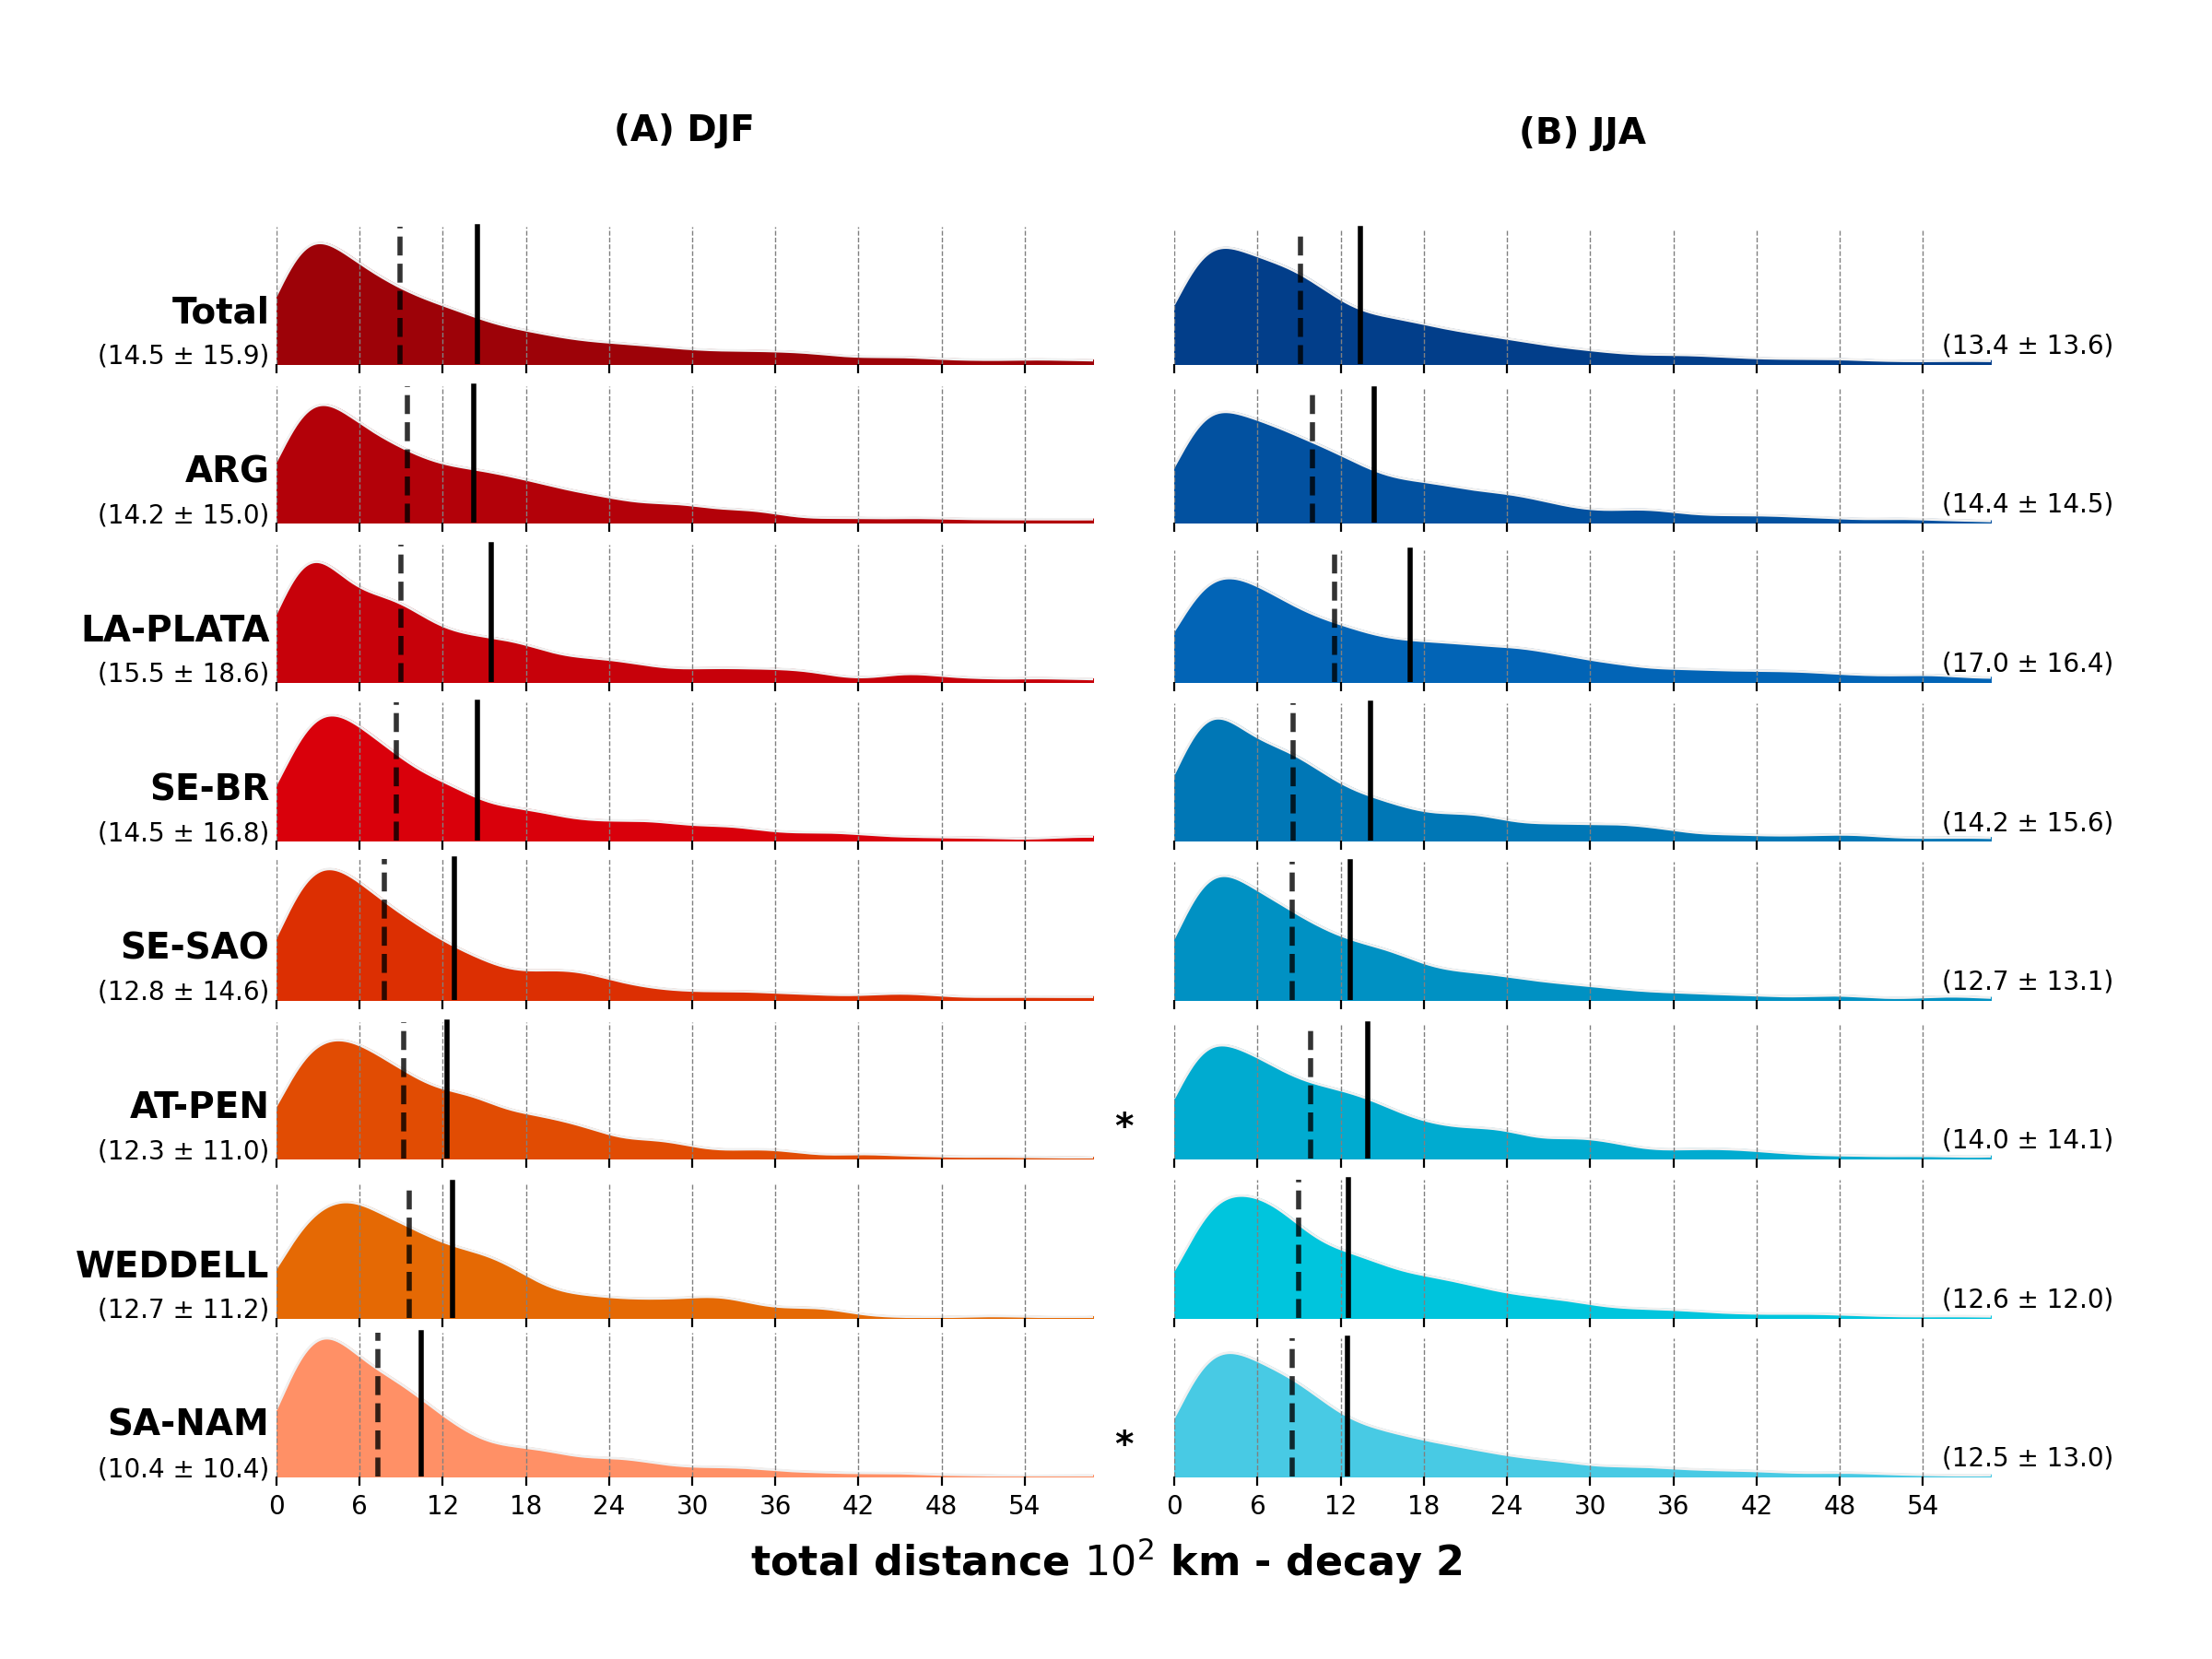 (A) DJF
(B) JJA
Total
(14.5 ± 15.9)
(13.4 ± 13.6)
ARG
(14.2 ± 15.0)
(14.4 ± 14.5)
LA-PLATA
(15.5 ± 18.6)
(17.0 ± 16.4)
SE-BR
(14.5 ± 16.8)
(14.2 ± 15.6)
SE-SAO
(12.8 ± 14.6)
(12.7 ± 13.1)
AT-PEN
*
(12.3 ± 11.0)
(14.0 ± 14.1)
WEDDELL
(12.7 ± 11.2)
(12.6 ± 12.0)
SA-NAM
*
(10.4 ± 10.4)
(12.5 ± 13.0)
0 6 12 18 24 30 36 42 48 54
0 6 12 18 24 30 36 42 48 54
total distance 10² km - decay 2